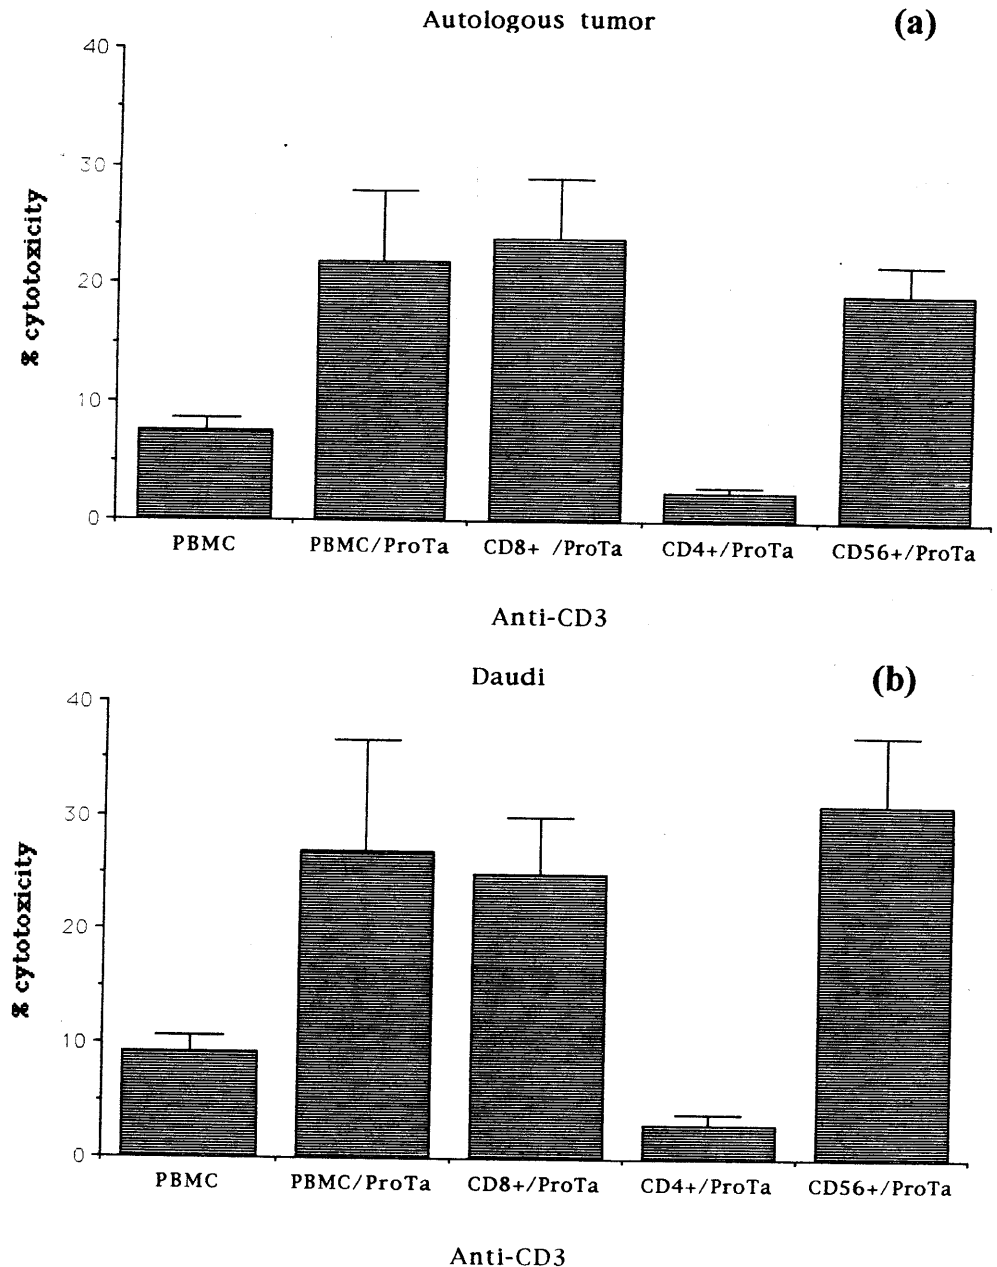 Autologous tumor
(a)
40
30
20
10
0
% cytotoxicity
PBMC
PBMC/ProTa
CD8+ /ProTa
CD4+/ProTa
CD56+/ProTa
Anti-CD3
Daudi
(b)
40
30
20
10
0
% cytotoxicity
PBMC
PBMC/ProTa
CD8+/ProTa
CD4+/ProTa
CD56+/ProTa
Anti-CD3